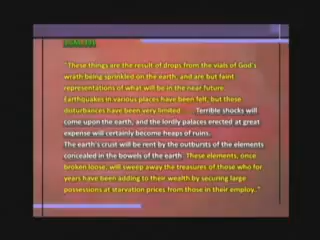 "These things are the result of drops from the vials of God's
wrath being sprinkled on the earth, and are but faint
representations of what will be in the near future.
Earthquakes in various places have been felt, but these
disturbances have been very limited. Terrible shocks will
come upon the earth, and the lordly palaces erected at great
expense will certainly become heaps of ruins.
The earth's crust will be rent by the outbursts of the elements
concealed in the bowels of the earth. These elements, once
broken loose, will sweep away the treasures of those who for
years have been adding to their wealth by securing large
possessions at starvation prices from those in their employ.."